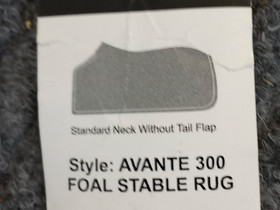 Standard Neck Without Tail Flap
Style: AVANTE 300
FOAL STABLE RUG